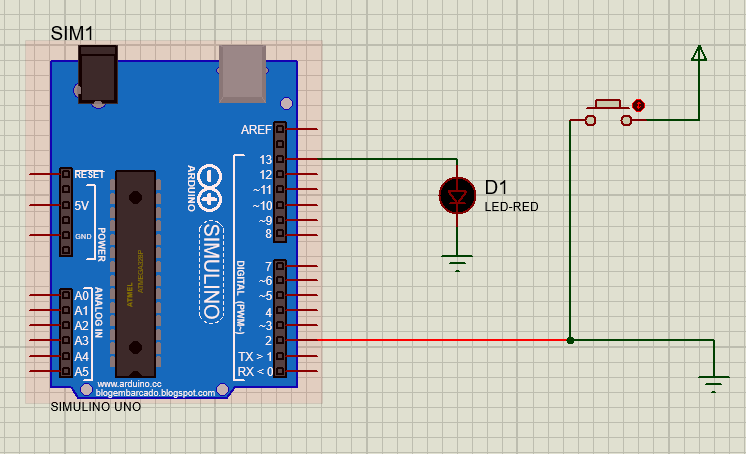 SIM1
AREF
13
12
~11
~10
~9
8
7
~6
~5
4
~3
2
TX > 1
RX < 0
RESET
5V
GND
POWER
A0
A1
A2
A3
A4
A5
ANALOG IN
ATMEL
ATMEGA328P
ARDUINO
SIMULINO
DIGITAL (PWM~)
www.arduino.cc
blogembarcado.blogspot.com
SIMULINO UNO
D1
LED-RED